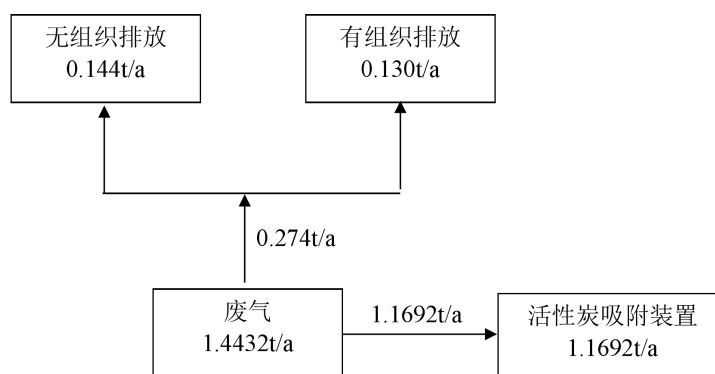 无组织排放
0.144t/a
有组织排放
0.130t/a
0.274t/a
废气
1.4432t/a
1.1692t/a
活性炭吸附装置
1.1692t/a